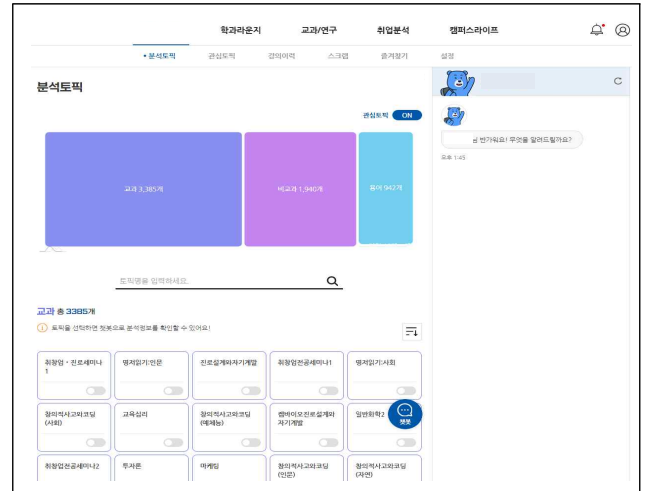 학과라운지 교과/연구 취업분석 캠퍼스라이프
• 분석토픽 관심토픽 강의이력 스크랩 즐겨찾기 설정
분석토픽
관심토픽 ON
교과 3,385개
비교과 1,940개
용어 942개
토픽명을 입력하세요.
교과 총 3385개
토픽을 선택하면 챗봇으로 분석정보를 확인할 수 있어요!
취창업·진로세미나1
명저읽기:인문
진로설계와자기계발
취창업전공세미나1
명저읽기:사회
창의적사고와코딩
(사회)
교육심리
창의적사고와코딩
(예체능)
켐바이오진로설계와
자기계발
일반화학2
챗봇
취창업전공세미나2
투자론
마케팅
창의적사고와코딩
(인문)
창의적사고와코딩
(자연)
님 반가워요! 무엇을 알려드릴까요?
오후 1:45